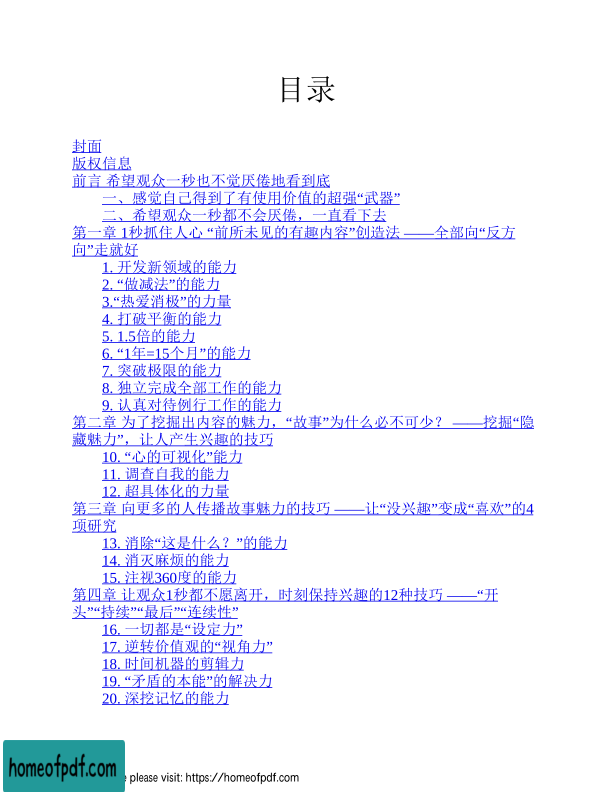 目录
封面
版权信息
前言 希望观众一秒也不觉厌倦地看到底
一、感觉自己得到了有使用价值的超强“武器”
二、希望观众一秒都不会厌倦，一直看下去
第一章 1秒抓住人心 “前所未见的有趣内容”创造法 ——全部向“反方
向”走就好
1. 开发新领域的能力
2. “做减法”的能力
3.“热爱消极”的力量
4. 打破平衡的能力
5. 1.5倍的能力
6. “1年=15个月”的能力
7. 突破极限的能力
8. 独立完成全部工作的能力
9. 认真对待例行工作的能力
第二章 为了挖掘出内容的魅力，“故事”为什么必不可少？ ——挖掘“隐
藏魅力”，让人产生兴趣的技巧
10. “心的可视化”能力
11. 调查自我的能力
12. 超具体化的力量
第三章 向更多的人传播故事魅力的技巧 ——让“没兴趣”变成“喜欢”的4
项研究
13. 消除“这是什么？”的能力
14. 消灭麻烦的能力
15. 注视360度的能力
第四章 让观众1秒都不愿离开，时刻保持兴趣的12种技巧 ——“开
头”“持续”“最后”“连续性”
16. 一切都是“设定力”
17. 逆转价值观的“视角力”
18. 时间机器的剪辑力
19. “矛盾的本能”的解决力
20. 深挖记忆的能力
homeofpdf.com
e please visit: https://homeofpdf.com